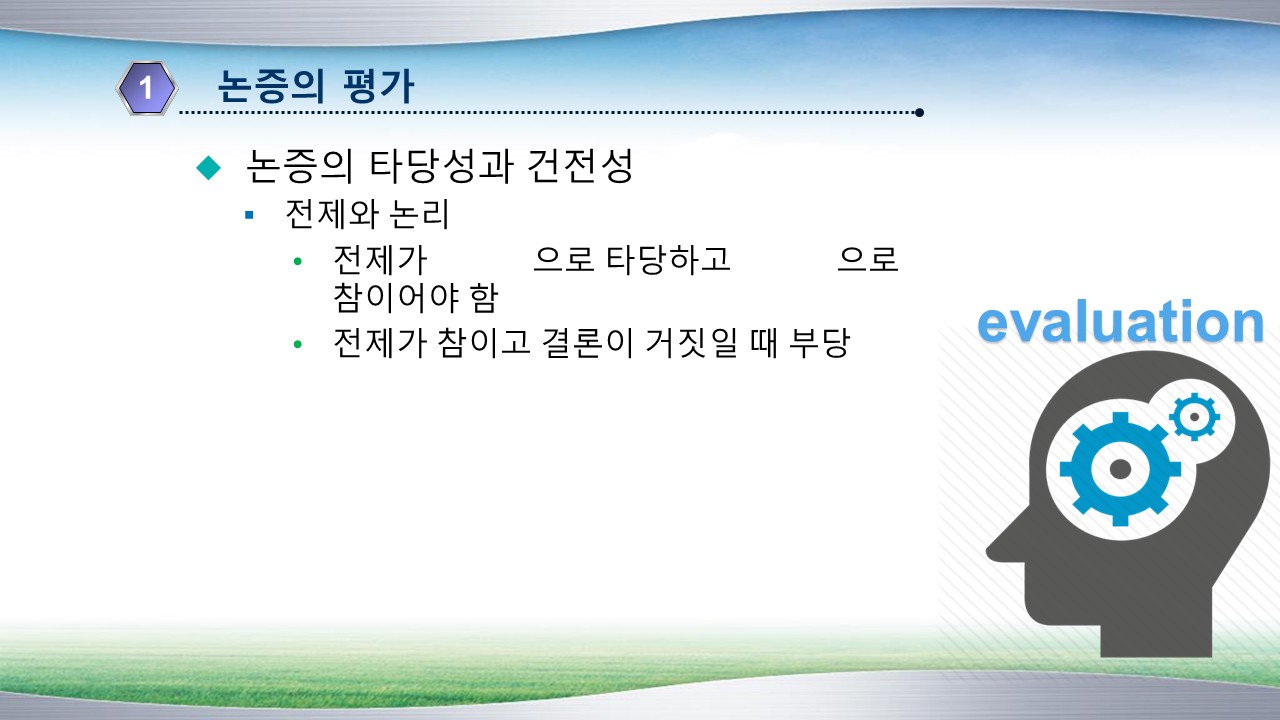 1 논증의 평가
논증의 타당성과 건전성
전제와 논리
전제가 으로 타당하고 으로
참이어야 함
전제가 참이고 결론이 거짓일 때 부당
evaluation